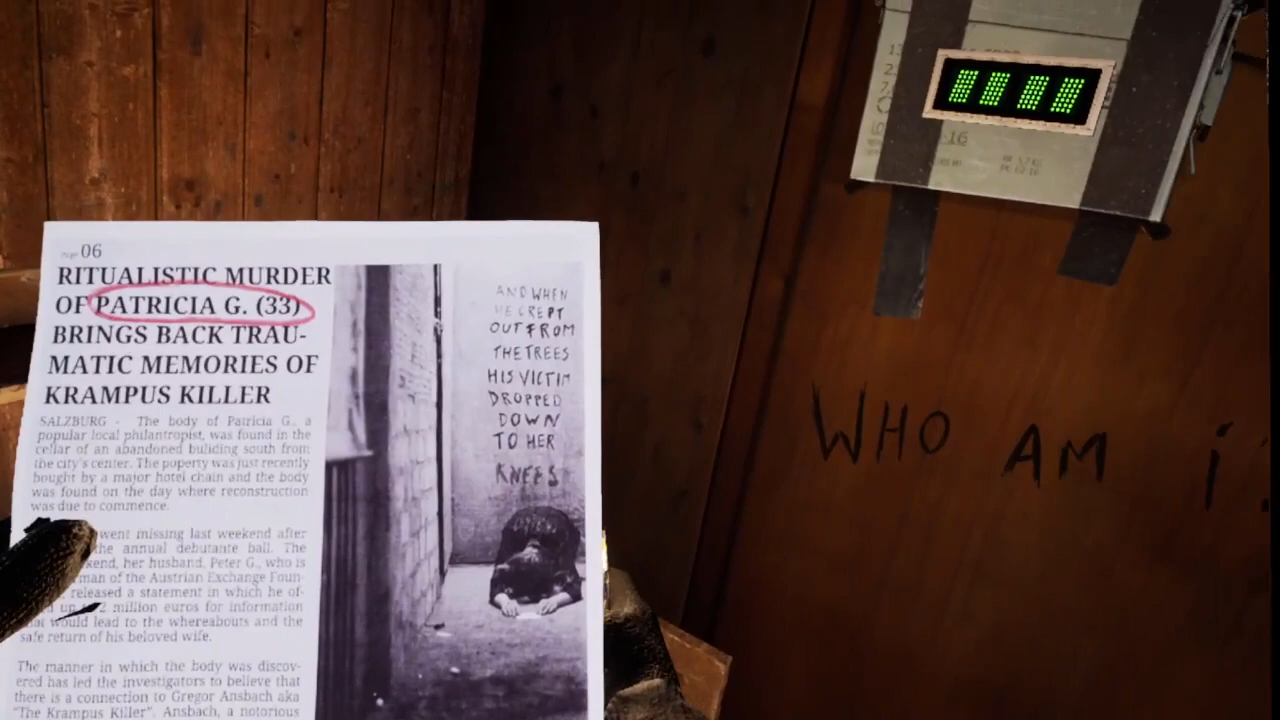 06
RITUALISTIC MURDER
OF PATRICIA G. (33)
BRINGS BACK TRAU-
MATIC MEMORIES OF
KRAMPUS KILLER
SALZBURG - The body of Patricia G., a
popular local philantropist, was found in the
cellar of an abandoned building south from
the city's center. The poperty was just recently
bought by a major hotel chain and the body
was found on the day where reconstruction
was due to commence.
went missing last weekend after
the annual debutante ball. The
kend, her husband, Peter G., who is
man of the Austrian Exchange Foun-
released a statement in which he of-
up 2 million euros for information
would lead to the whereabouts and the
safe return of his beloved wife.
The manner in which the body was discov-
ered has led the investigators to believe that
there is a connection to Gregor Ansbach aka
"The Krampus Killer". Ansbach, a notorious
AND WHEN
HE CREPT
OUT FROM
THE TREES
HIS VICTIM
DROPPED
DOWN
TO HER
KNEES
WHO AM i